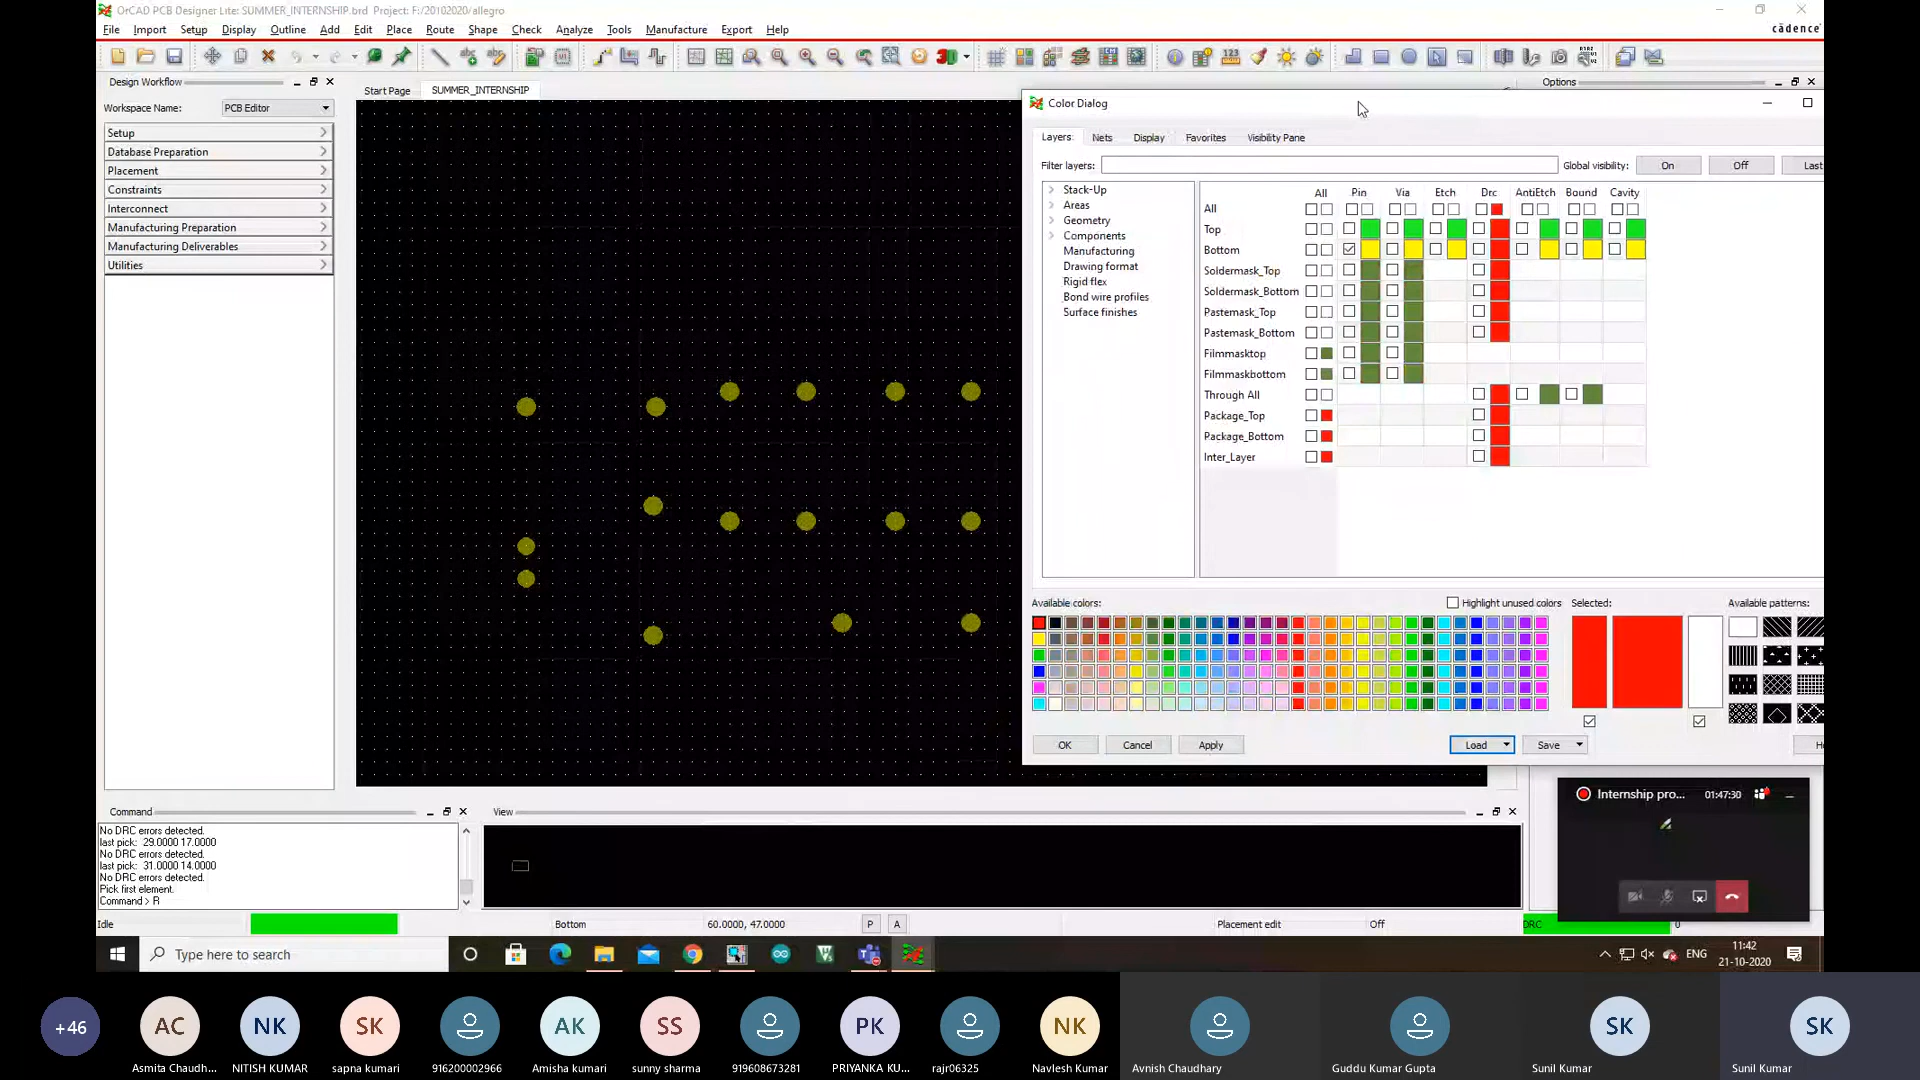 OrCAD PCB Designer Lite: SUMMER_INTERNSHIP.brd Project: F:/20102020/allegro
File Import Setup Display Outline Add Edit Place Route Shape Check Analyze Tools Manufacture Export Help
cādence
Design Workflow
Options
Workspace Name: PCB Editor
Start Page SUMMER_INTERNSHIP
Setup
Database Preparation
Placement
Constraints
Interconnect
Manufacturing Preparation
Manufacturing Deliverables
Utilities
Color Dialog
Layers Nets Display Favorites Visibility Pane
Filter layers: Global visibility: On Off Last
Stack-Up
Areas
Geometry
Components
Manufacturing
Drawing format
Rigid flex
Bond wire profiles
Surface finishes
All Pin Via Etch Drc AntiEtch Bound Cavity
All
Top
Bottom
Soldermask_Top
Soldermask_Bottom
Pastemask_Top
Pastemask_Bottom
Filmmasktop
Filmmaskbottom
Through All
Package_Top
Package_Bottom
Inter_Layer
Available colors: Highlight unused colors Selected: Available patterns:
OK Cancel Apply Load Save
Command
View
No DRC errors detected.
last pick: 29.0000 17.0000
No DRC errors detected.
last pick: 31.0000 14.0000
No DRC errors detected.
Pick first element.
Command > R
Internship pro... 01:47:30
Idle Bottom 60.0000, 47.0000 P A Placement edit Off DRC 0
Type here to search
ENG
11:42
21-10-2020
+46 AC NK SK AK SS PK NK SK SK
Asmita Chaudh... NITISH KUMAR sapna kumari 916200002966 Amisha kumari sunny sharma 919608673281 PRIYANKA KU... rajr06325 Navlesh Kumar Avnish Chaudhary Guddu Kumar Gupta Sunil Kumar Sunil Kumar